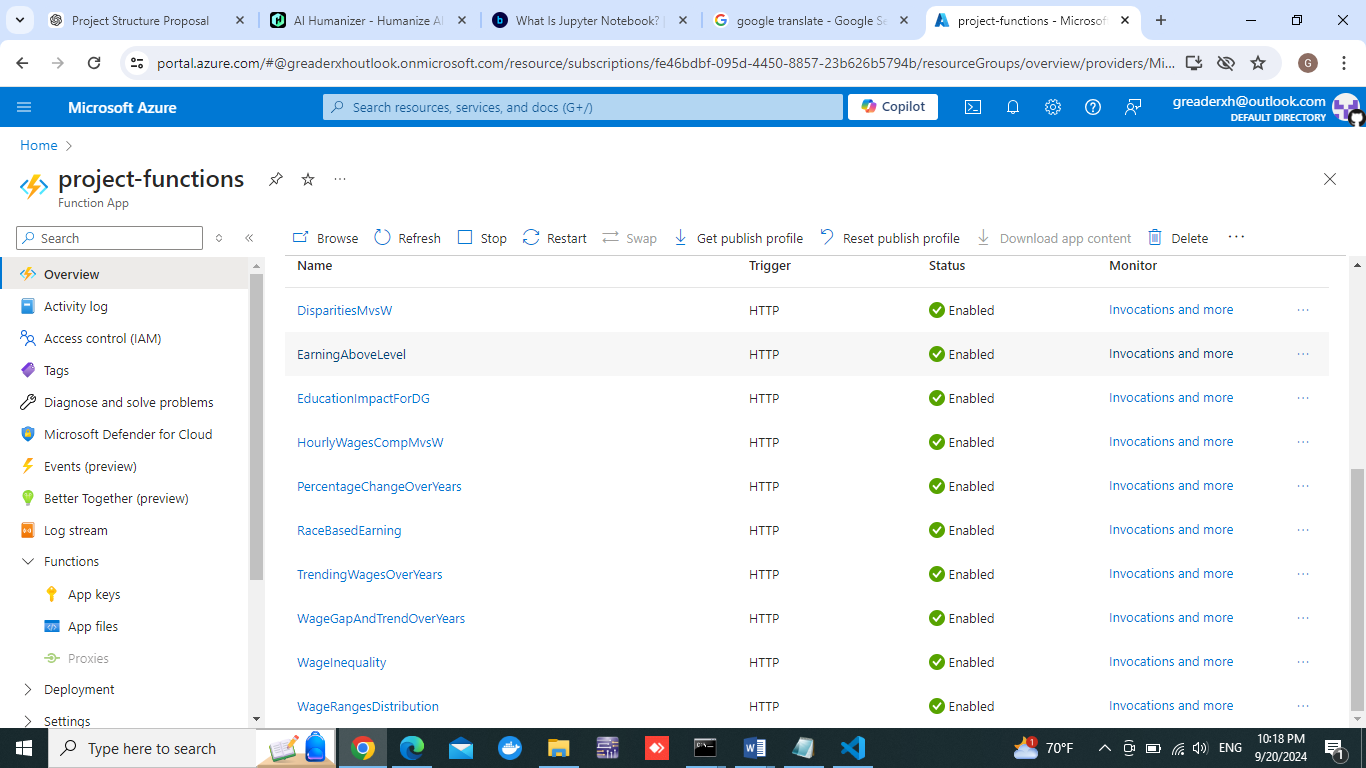 Project Structure Proposal
AI Humanizer - Humanize AI
What Is Jupyter Notebook? |
google translate - Google Se
project-functions - Microsoft
portal.azure.com/#@greaderxhoutlook.onmicrosoft.com/resource/subscriptions/fe46bdbf-095d-4450-8857-23b626b5794b/resourceGroups/overview/providers/Mi...
G
Microsoft Azure
Search resources, services, and docs (G+/)
Copilot
greaderxh@outlook.com
DEFAULT DIRECTORY
Home
project-functions
Function App
Search
Browse Refresh Stop Restart Swap Get publish profile Reset publish profile Download app content Delete
Overview
Activity log
Access control (IAM)
Tags
Diagnose and solve problems
Microsoft Defender for Cloud
Events (preview)
Better Together (preview)
Log stream
Functions
App keys
App files
Proxies
Deployment
Settings
Name Trigger Status Monitor
DisparitiesMvsW HTTP Enabled Invocations and more
EarningAboveLevel HTTP Enabled Invocations and more
EducationImpactForDG HTTP Enabled Invocations and more
HourlyWagesCompMvsW HTTP Enabled Invocations and more
PercentageChangeOverYears HTTP Enabled Invocations and more
RaceBasedEarning HTTP Enabled Invocations and more
TrendingWagesOverYears HTTP Enabled Invocations and more
WageGapAndTrendOverYears HTTP Enabled Invocations and more
WageInequality HTTP Enabled Invocations and more
WageRangesDistribution HTTP Enabled Invocations and more
Type here to search
1
70°F
ENG
10:18 PM
9/20/2024
1